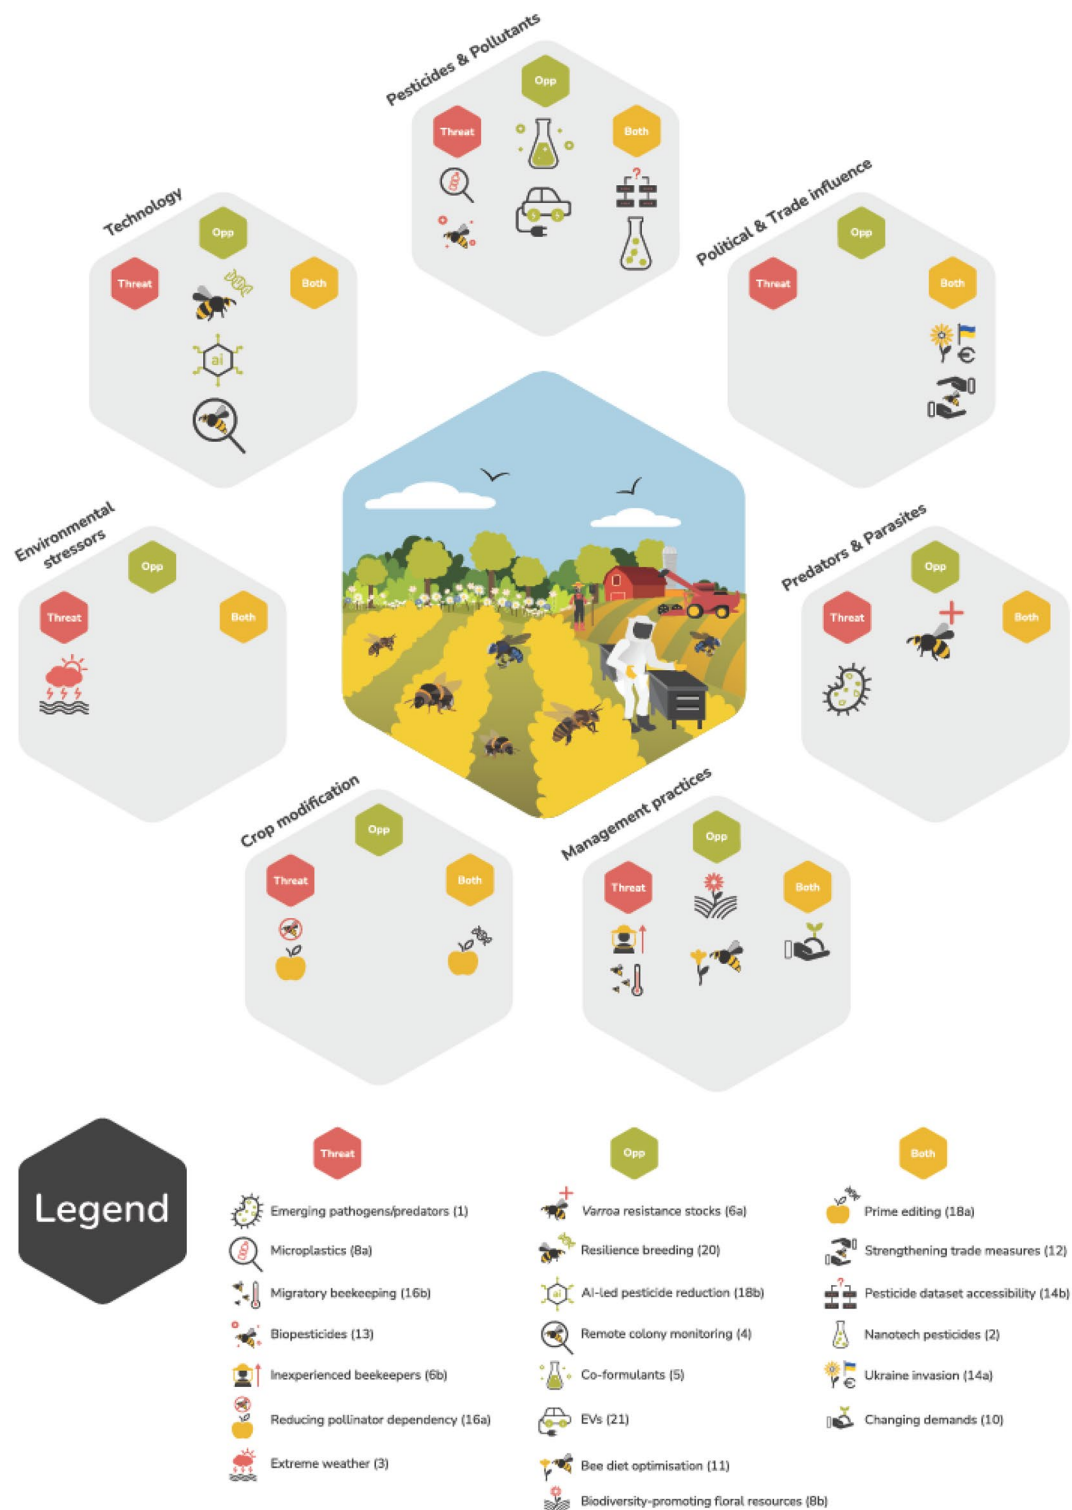 Pesticides & Pollutants
Opp
Threat
Both
Technology
Opp
Threat
Both
ai
Political & Trade influence
Opp
Threat
Both
Environmental
stressors
Opp
Threat
Both
Predators & Parasites
Opp
Threat
Both
Crop modification
Opp
Threat
Both
Management practices
Opp
Threat
Both
Legend
Threat
Emerging pathogens/predators (1)
Microplastics (8a)
Migratory beekeeping (16b)
Biopesticides (13)
Inexperienced beekeepers (6b)
Reducing pollinator dependency (16a)
Extreme weather (3)
Opp
Varroa resistance stocks (6a)
Resilience breeding (20)
ai
AI-led pesticide reduction (18b)
Remote colony monitoring (4)
Co-formulants (5)
EVs (21)
Bee diet optimisation (11)
Biodiversity-promoting floral resources (8b)
Both
Prime editing (18a)
Strengthening trade measures (12)
Pesticide dataset accessibility (14b)
Nanotech pesticides (2)
Ukraine invasion (14a)
Changing demands (10)